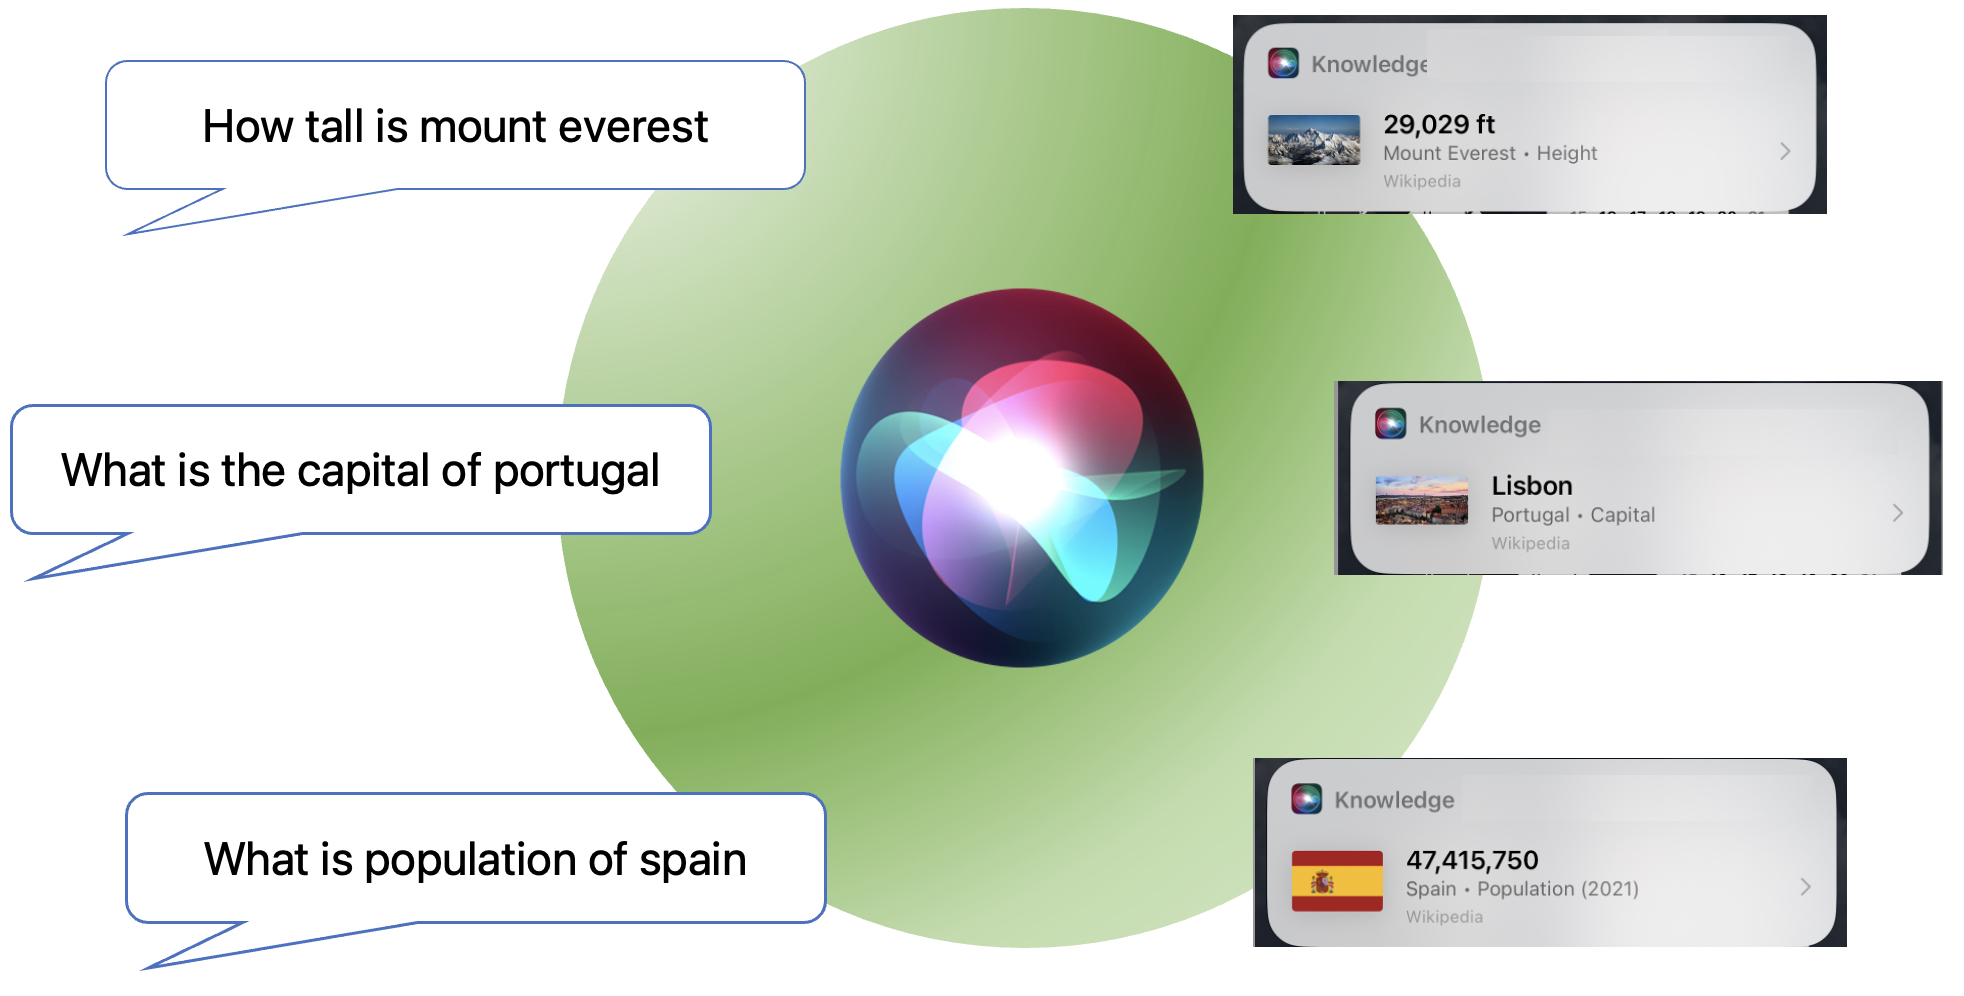 How tall is mount everest
Knowledge
29,029 ft
Mount Everest • Height
Wikipedia
What is the capital of portugal
Knowledge
Lisbon
Portugal • Capital
Wikipedia
What is population of spain
Knowledge
47,415,750
Spain • Population (2021)
Wikipedia